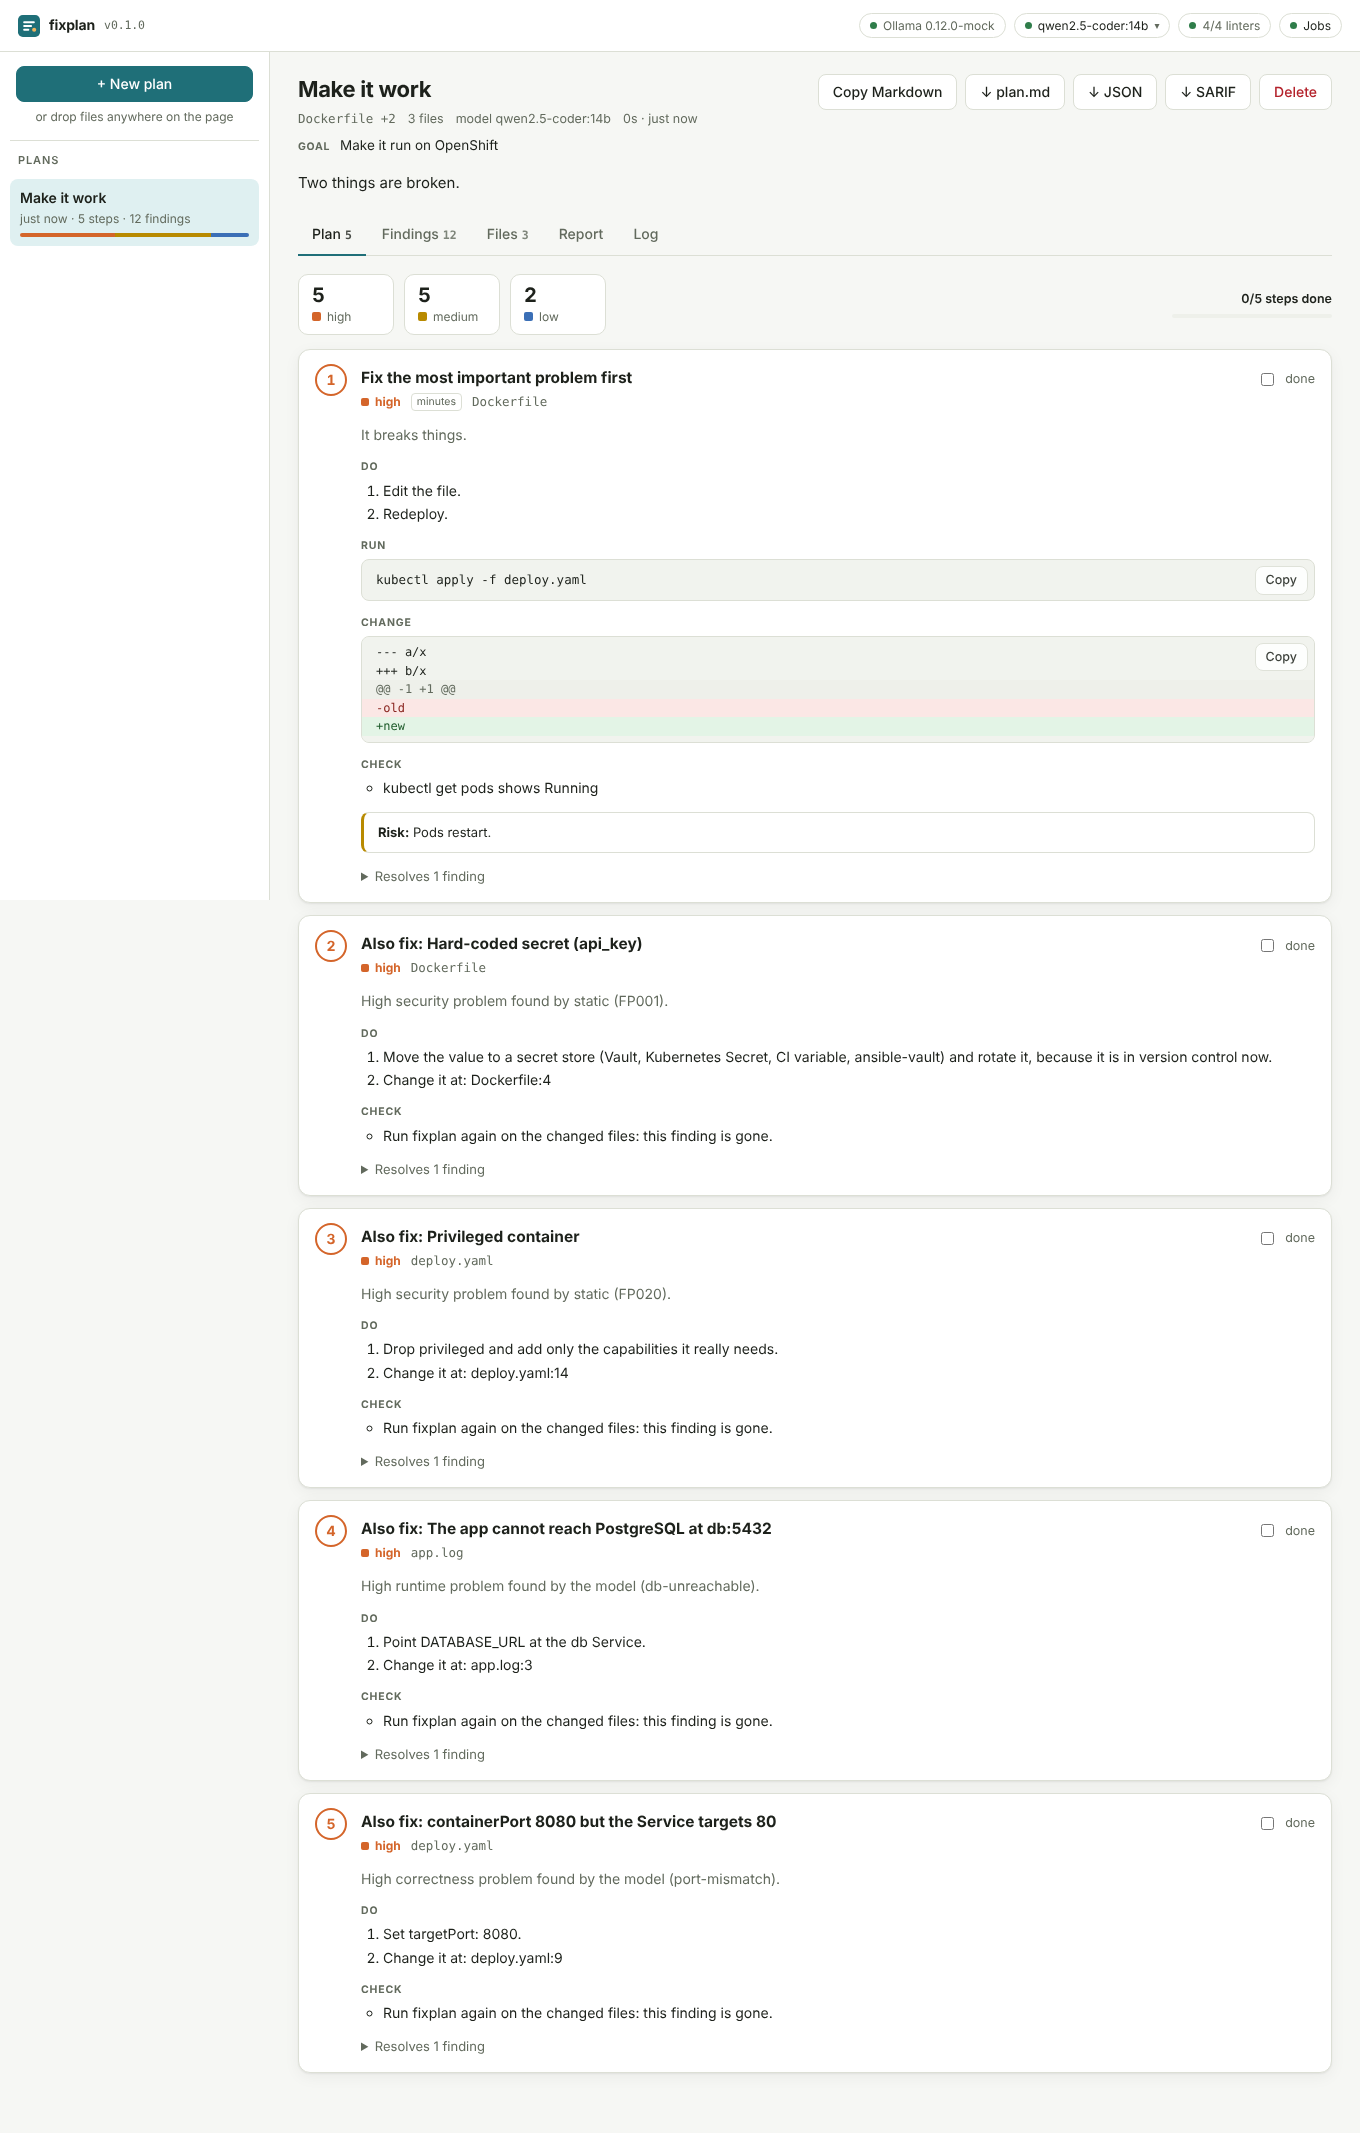 fixplan v0.1.0
Ollama 0.12.0-mock
qwen2.5-coder:14b ▾
4/4 linters
Jobs
+ New plan
or drop files anywhere on the page
PLANS
Make it work
just now · 5 steps · 12 findings
Make it work
Copy Markdown
↓ plan.md
↓ JSON
↓ SARIF
Delete
Dockerfile +2 3 files model qwen2.5-coder:14b 0s · just now
GOAL Make it run on OpenShift
Two things are broken.
Plan 5
Findings 12
Files 3
Report
Log
5
high
5
medium
2
low
0/5 steps done
1
Fix the most important problem first
done
high minutes Dockerfile
It breaks things.
DO
1. Edit the file.
2. Redeploy.
RUN
kubectl apply -f deploy.yaml
Copy
CHANGE
--- a/x
Copy
+++ b/x
@@ -1 +1 @@
-old
+new
CHECK
kubectl get pods shows Running
Risk: Pods restart.
Resolves 1 finding
2
Also fix: Hard-coded secret (api_key)
done
high Dockerfile
High security problem found by static (FP001).
DO
1. Move the value to a secret store (Vault, Kubernetes Secret, CI variable, ansible-vault) and rotate it, because it is in version control now.
2. Change it at: Dockerfile:4
CHECK
Run fixplan again on the changed files: this finding is gone.
Resolves 1 finding
3
Also fix: Privileged container
done
high deploy.yaml
High security problem found by static (FP020).
DO
1. Drop privileged and add only the capabilities it really needs.
2. Change it at: deploy.yaml:14
CHECK
Run fixplan again on the changed files: this finding is gone.
Resolves 1 finding
4
Also fix: The app cannot reach PostgreSQL at db:5432
done
high app.log
High runtime problem found by the model (db-unreachable).
DO
1. Point DATABASE_URL at the db Service.
2. Change it at: app.log:3
CHECK
Run fixplan again on the changed files: this finding is gone.
Resolves 1 finding
5
Also fix: containerPort 8080 but the Service targets 80
done
high deploy.yaml
High correctness problem found by the model (port-mismatch).
DO
1. Set targetPort: 8080.
2. Change it at: deploy.yaml:9
CHECK
Run fixplan again on the changed files: this finding is gone.
Resolves 1 finding